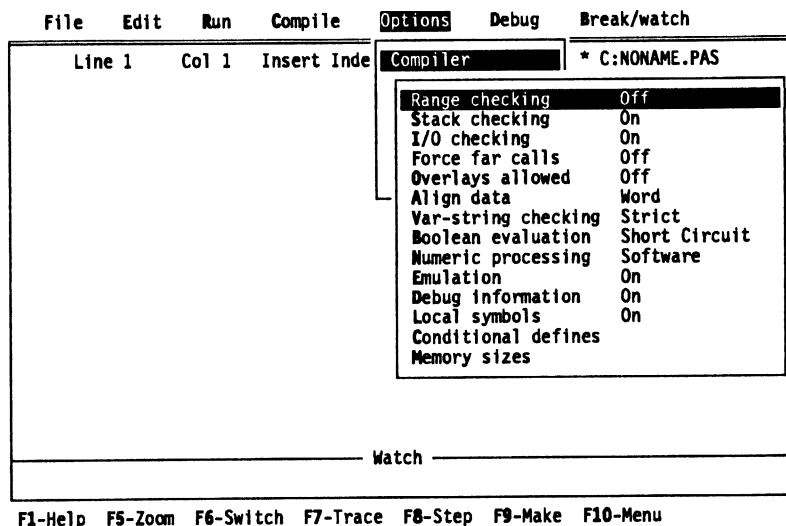 File Edit Run Compile Options Debug Break/watch
Line 1 Col 1 Insert Inde Compiler * C:NONAME.PAS
Range checking Off
Stack checking On
I/O checking On
Force far calls Off
Overlays allowed Off
Align data Word
Var-string checking Strict
Boolean evaluation Short Circuit
Numeric processing Software
Emulation On
Debug information On
Local symbols On
Conditional defines
Memory sizes
Watch
F1-Help F5-Zoom F6-Switch F7-Trace F8-Step F9-Make F10-Menu